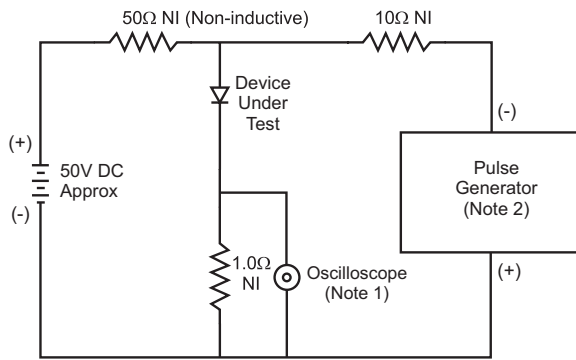 50Ω NI (Non-inductive)
10Ω NI
Device
Under
Test
(-)
(+)
50V DC
Approx
(-)
Pulse
Generator
(Note 2)
1.0Ω
NI
Oscilloscope
(Note 1)
(+)